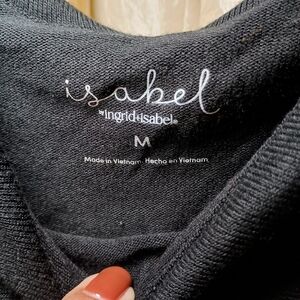 isabel
by ingrid+isabel®
M
Made in Vietnam Hecho en Vietnam